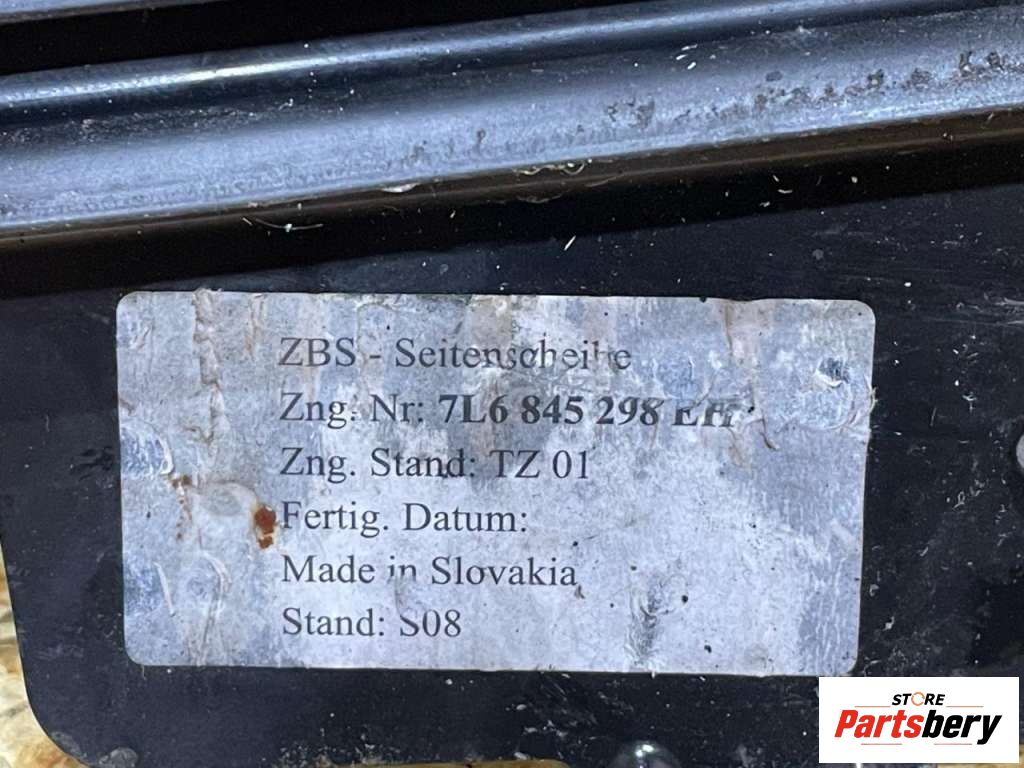 ZBS - Seitenscheibe
Zng. Nr: 7L6 845 298 EH
Zng. Stand: TZ 01
Fertig. Datum:
Made in Slovakia
Stand: S08
STORE
Partsbery